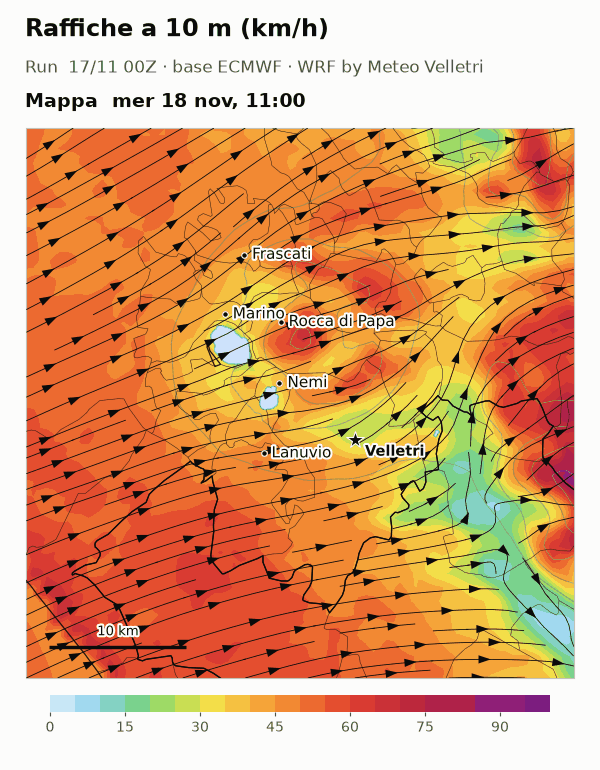 Raffiche a 10 m (km/h)
Run  17/11 00Z · base ECMWF · WRF by Meteo Velletri
Mappa  mer 18 nov, 11:00
Frascati
Marino
Rocca di Papa
Nemi
Velletri
Lanuvio
10 km
0 15 30 45 60 75 90